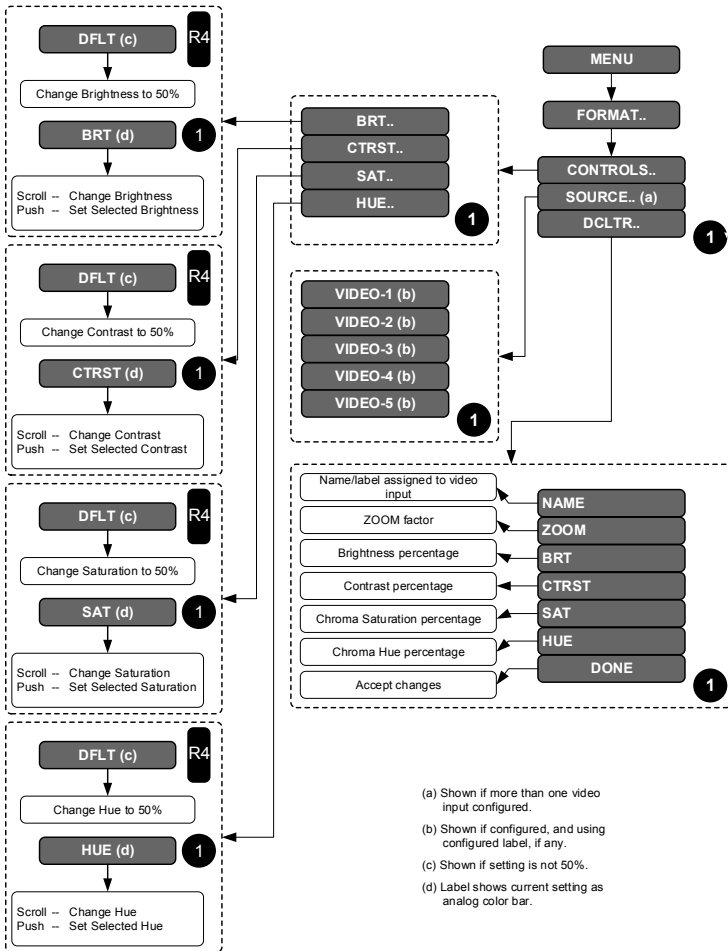 DFLT (c)
R4
Change Brightness to 50%
BRT (d)
1
Scroll -- Change Brightness
Push -- Set Selected Brightness
DFLT (c)
R4
Change Contrast to 50%
CTRST (d)
1
Scroll -- Change Contrast
Push -- Set Selected Contrast
DFLT (c)
R4
Change Saturation to 50%
SAT (d)
1
Scroll -- Change Saturation
Push -- Set Selected Saturation
DFLT (c)
R4
Change Hue to 50%
HUE (d)
1
Scroll -- Change Hue
Push -- Set Selected Hue
BRT..
CTRST..
SAT..
HUE..
1
MENU
FORMAT..
CONTROLS..
SOURCE.. (a)
DCLTR..
1
VIDEO-1 (b)
VIDEO-2 (b)
VIDEO-3 (b)
VIDEO-4 (b)
VIDEO-5 (b)
1
Name/label assigned to video
input
NAME
ZOOM factor
ZOOM
Brightness percentage
BRT
Contrast percentage
CTRST
Chroma Saturation percentage
SAT
Chroma Hue percentage
HUE
Accept changes
DONE
1
(a) Shown if more than one video
input configured.
(b) Shown if configured, and using
configured label, if any.
(c) Shown if setting is not 50%.
(d) Label shows current setting as
analog color bar.